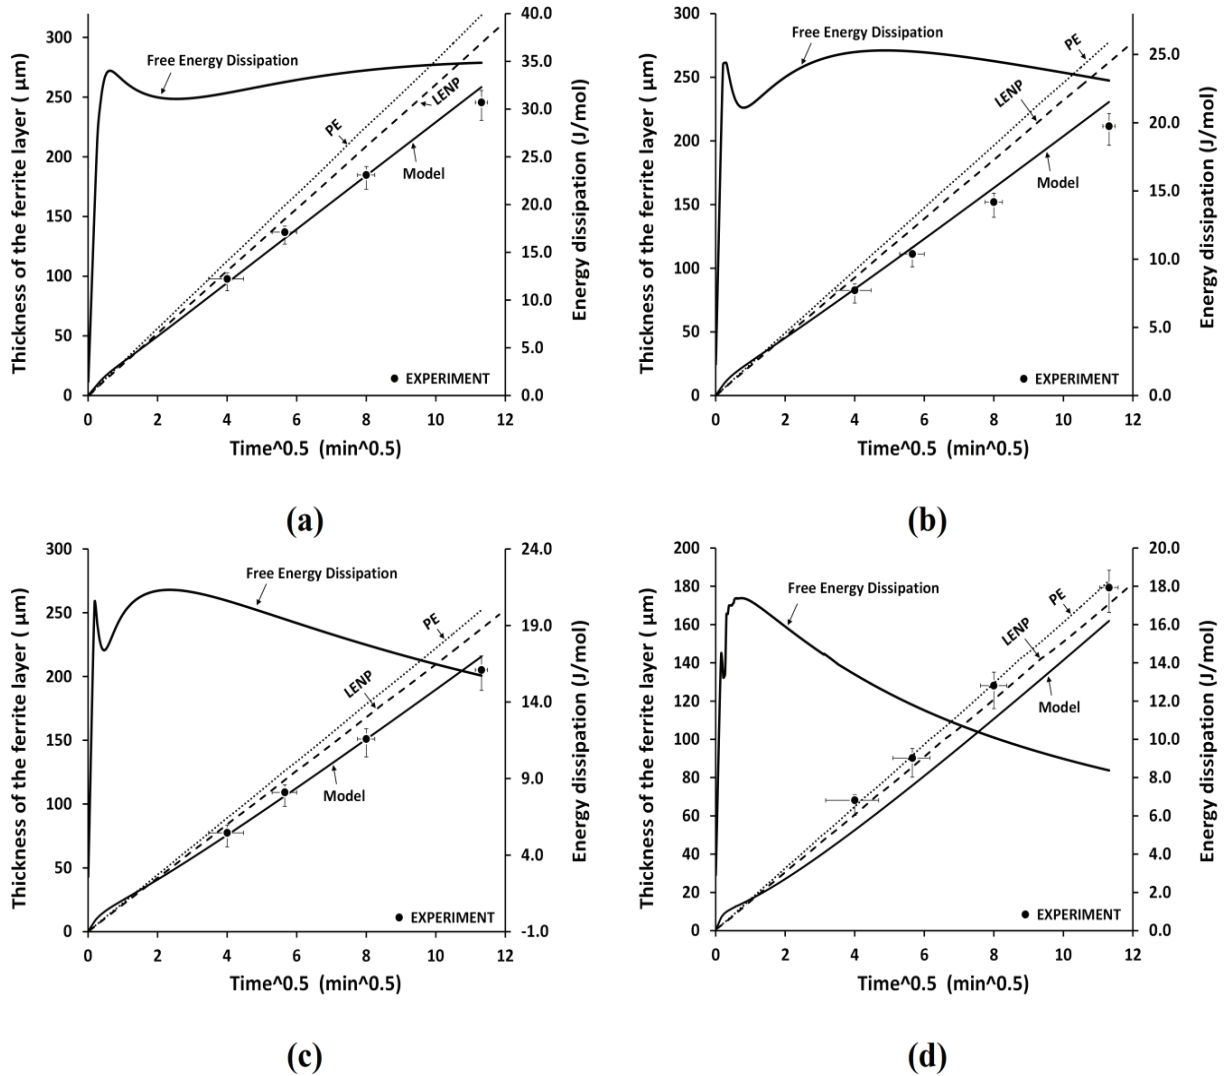 Thickness of the ferrite layer ( µm)
300
250
200
150
100
50
0
Free Energy Dissipation
PE
LENP
Model
EXPERIMENT
40.0
35.0
30.0
25.0
20.0
15.0
10.0
5.0
0.0
Energy dissipation (J/mol)
0 2 4 6 8 10 12
Time^0.5 (min^0.5)
(a)
Thickness of the ferrite layer ( µm)
300
250
200
150
100
50
0
Free Energy Dissipation
PE
LENP
Model
EXPERIMENT
25.0
20.0
15.0
10.0
5.0
0.0
Energy dissipation (J/mol)
0 2 4 6 8 10 12
Time^0.5 (min^0.5)
(b)
Thickness of the ferrite layer ( µm)
300
250
200
150
100
50
0
Free Energy Dissipation
PE
LENP
Model
EXPERIMENT
24.0
19.0
14.0
9.0
4.0
-1.0
Energy dissipation (J/mol)
0 2 4 6 8 10 12
Time^0.5 (min^0.5)
(c)
Thickness of the ferrite layer ( µm)
200
180
160
140
120
100
80
60
40
20
0
Free Energy Dissipation
PE
LENP
Model
EXPERIMENT
20.0
18.0
16.0
14.0
12.0
10.0
8.0
6.0
4.0
2.0
0.0
Energy dissipation (J/mol)
0 2 4 6 8 10 12
Time^0.5 (min^0.5)
(d)